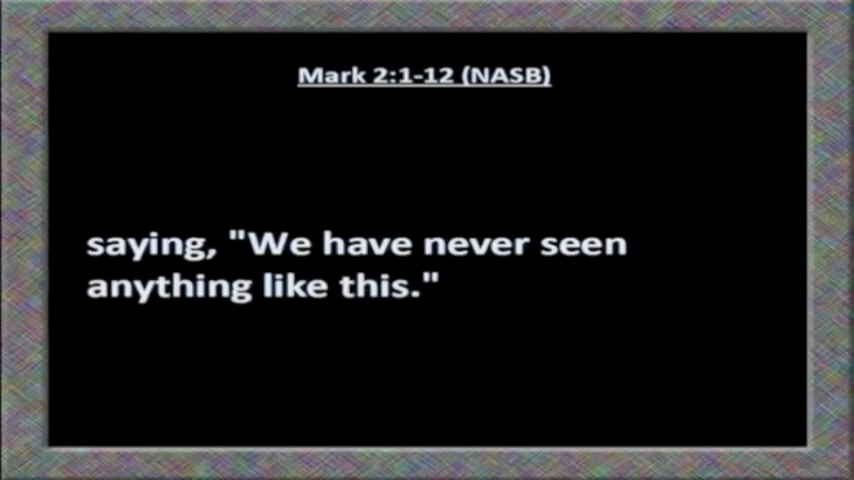 Mark 2:1-12 (NASB)
saying, "We have never seen
anything like this."